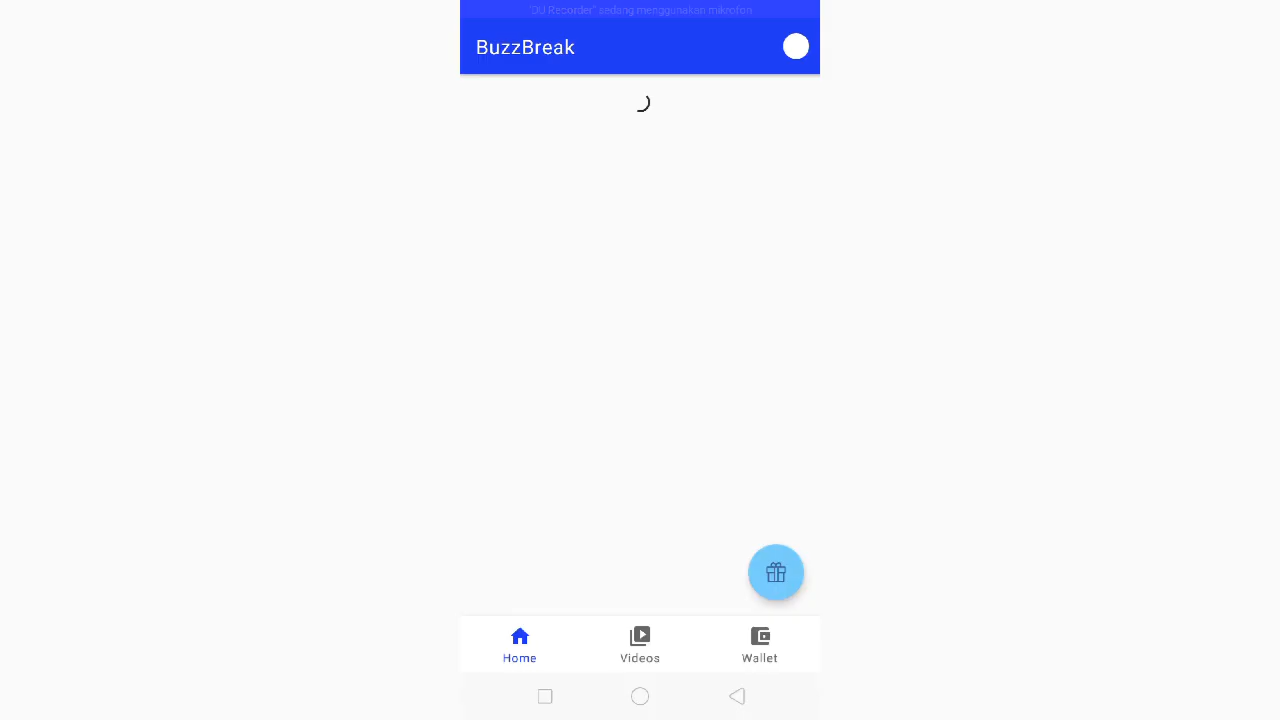 "DU Recorder" sedang menggunakan mikrofon
BuzzBreak
Home
Videos
Wallet